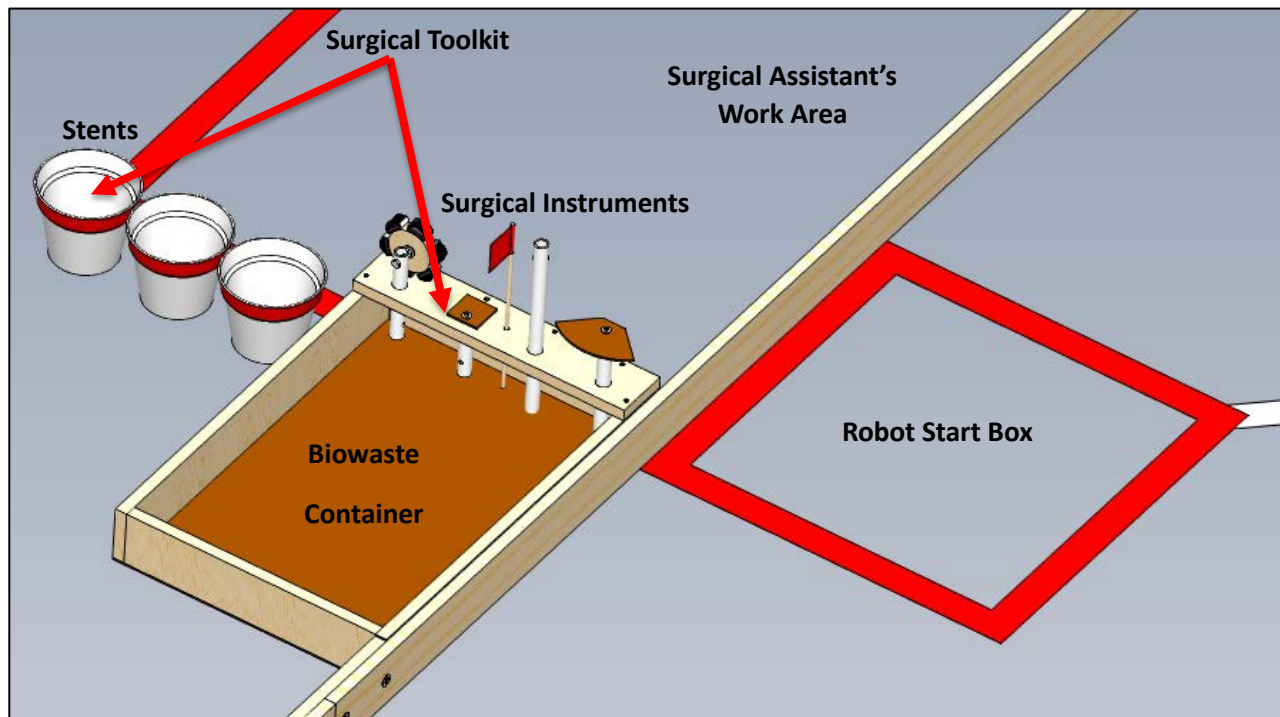 Surgical Toolkit
Surgical Assistant’s
Work Area
Stents
Surgical Instruments
Robot Start Box
Biowaste
Container